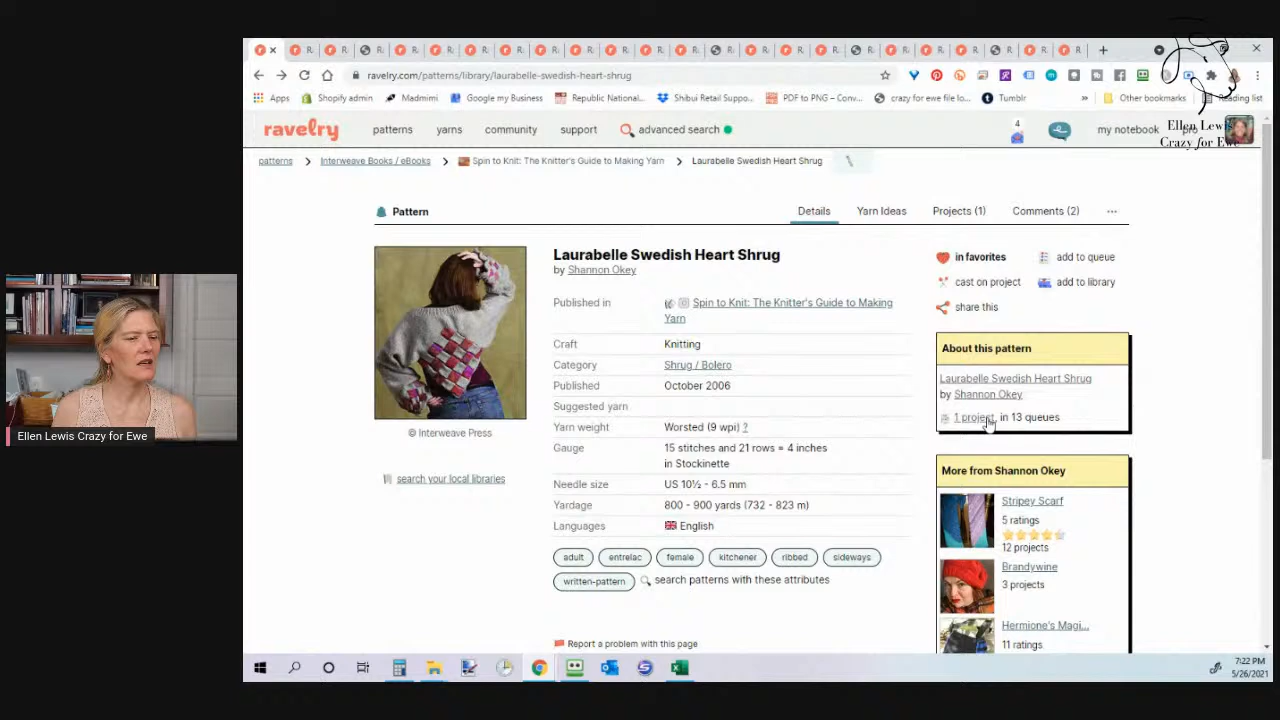 ravelry.com/patterns/library/laurabelle-swedish-heart-shrug
Apps
Shopify admin
Madmimi
Google my Business
Republic National...
Shibui Retail Suppo...
PDF to PNG – Conv...
crazy for ewe file lo...
Tumblr
»
Other bookmarks
Reading list
ravelry
patterns
yarns
community
support
advanced search
4
my notebook
Ellen Lewis
Crazy for Ewe
patterns
Interweave Books / eBooks
Spin to Knit: The Knitter's Guide to Making Yarn
Laurabelle Swedish Heart Shrug
Pattern
Details
Yarn Ideas
Projects (1)
Comments (2)
...
Laurabelle Swedish Heart Shrug
by Shannon Okey
Published in
Spin to Knit: The Knitter's Guide to Making
Yarn
Craft
Knitting
Category
Shrug / Bolero
Published
October 2006
Suggested yarn
Yarn weight
Worsted (9 wpi) ?
Gauge
15 stitches and 21 rows = 4 inches
in Stockinette
Needle size
US 10½ - 6.5 mm
Yardage
800 - 900 yards (732 - 823 m)
Languages
English
adult
entrelac
female
kitchener
ribbed
sideways
written-pattern
search patterns with these attributes
Report a problem with this page
© Interweave Press
search your local libraries
in favorites
add to queue
cast on project
add to library
share this
About this pattern
Laurabelle Swedish Heart Shrug
by Shannon Okey
1 project, in 13 queues
More from Shannon Okey
Stripey Scarf
5 ratings
12 projects
Brandywine
3 projects
Hermione's Magi...
11 ratings
Ellen Lewis Crazy for Ewe
7:22 PM
5/26/2021